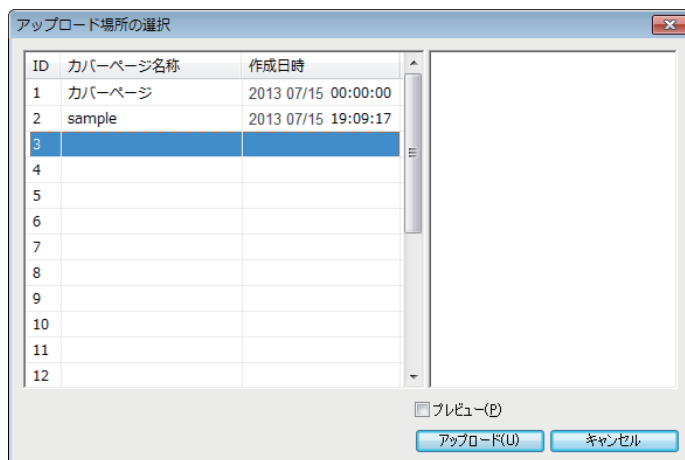 アップロード場所の選択
ID カバーページ名称 作成日時
1 カバーページ 2013 07/15 00:00:00
2 sample 2013 07/15 19:09:17
3
4
5
6
7
8
9
10
11
12
プレビュー(P)
アップロード(U) キャンセル